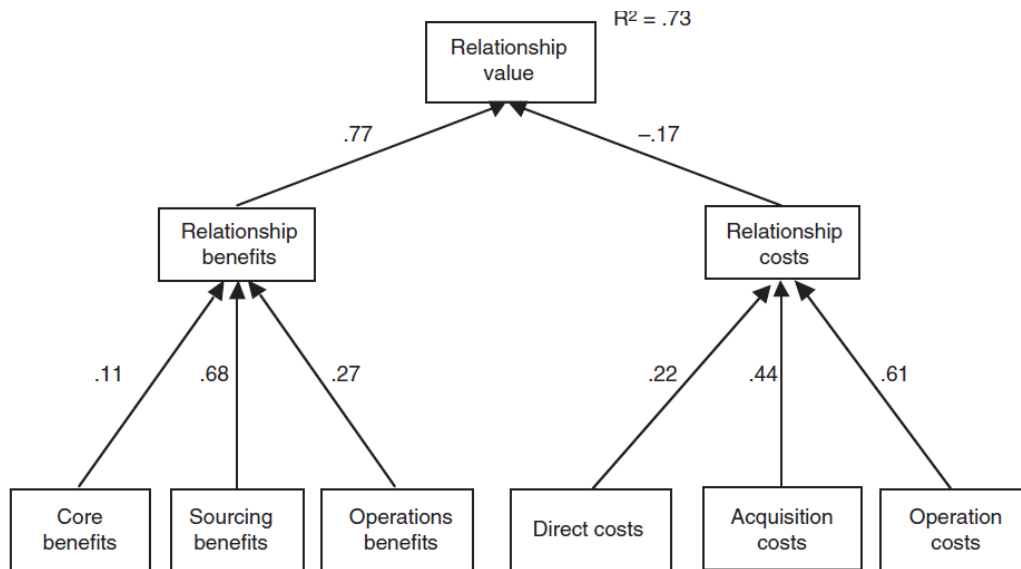 R² = .73
Relationship
value
.77
–.17
Relationship
benefits
Relationship
costs
.11
.68
.27
.22
.44
.61
Core
benefits
Sourcing
benefits
Operations
benefits
Direct costs
Acquisition
costs
Operation
costs